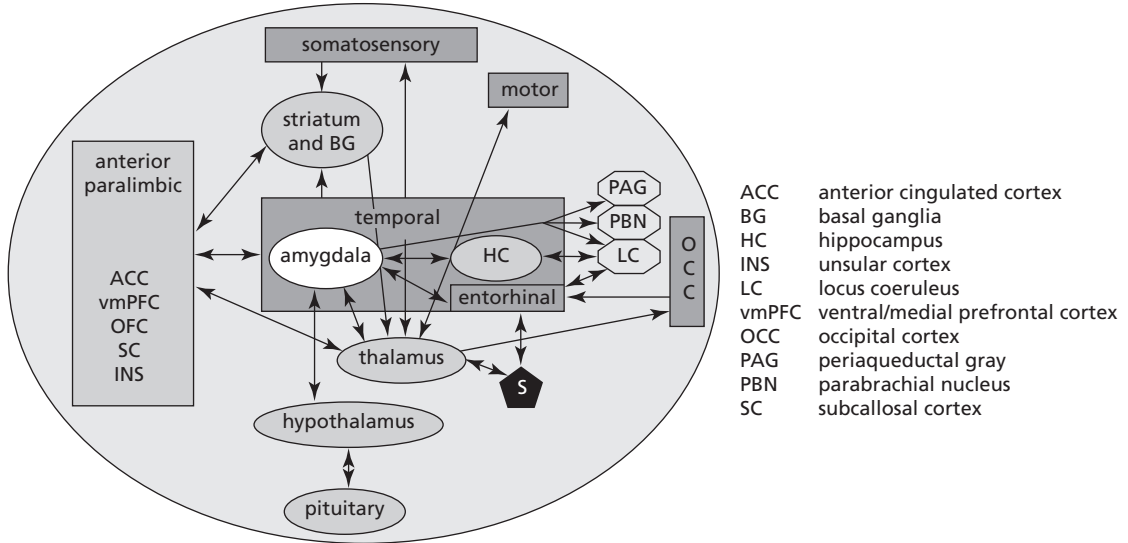 somatosensory
motor
striatum
and BG
anterior
paralimbic
ACC
vmPFC
OFC
SC
INS
temporal
amygdala
HC
entorhinal
PAG
PBN
LC
O
C
C
thalamus
S
hypothalamus
pituitary
ACC anterior cingulated cortex
BG basal ganglia
HC hippocampus
INS unsular cortex
LC locus coeruleus
vmPFC ventral/medial prefrontal cortex
OCC occipital cortex
PAG periaqueductal gray
PBN parabrachial nucleus
SC subcallosal cortex